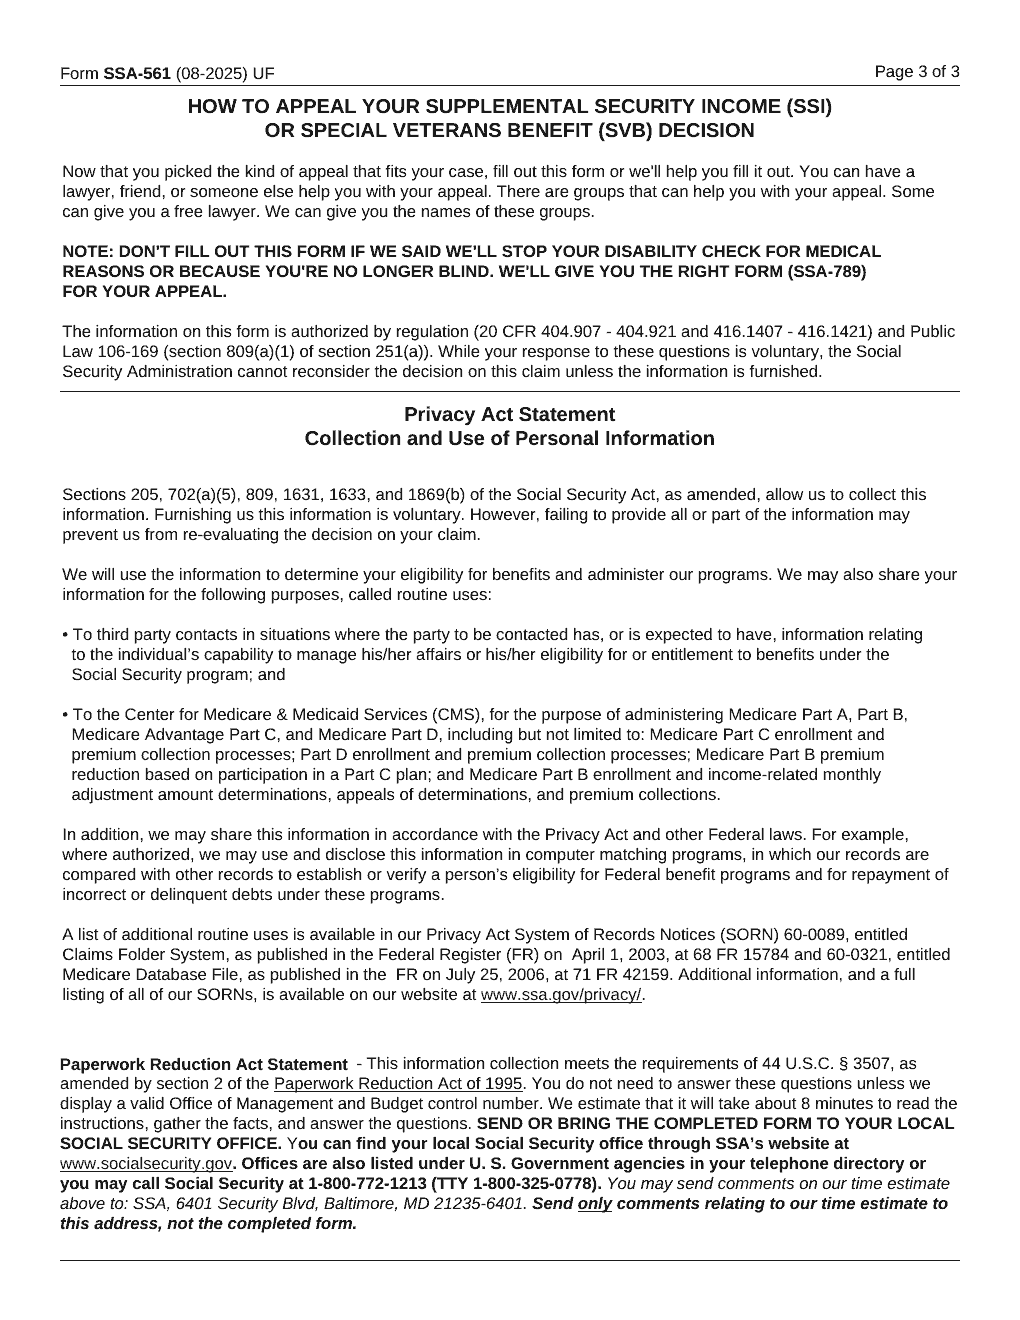 Form SSA-561 (08-2025) UF
Page 3 of 3
HOW TO APPEAL YOUR SUPPLEMENTAL SECURITY INCOME (SSI)
OR SPECIAL VETERANS BENEFIT (SVB) DECISION
Now that you picked the kind of appeal that fits your case, fill out this form or we'll help you fill it out. You can have a
lawyer, friend, or someone else help you with your appeal. There are groups that can help you with your appeal. Some
can give you a free lawyer. We can give you the names of these groups.
NOTE: DON'T FILL OUT THIS FORM IF WE SAID WE'LL STOP YOUR DISABILITY CHECK FOR MEDICAL
REASONS OR BECAUSE YOU'RE NO LONGER BLIND. WE'LL GIVE YOU THE RIGHT FORM (SSA-789)
FOR YOUR APPEAL.
The information on this form is authorized by regulation (20 CFR 404.907 - 404.921 and 416.1407 - 416.1421) and Public
Law 106-169 (section 809(a)(1) of section 251(a)). While your response to these questions is voluntary, the Social
Security Administration cannot reconsider the decision on this claim unless the information is furnished.
Privacy Act Statement
Collection and Use of Personal Information
Sections 205, 702(a)(5), 809, 1631, 1633, and 1869(b) of the Social Security Act, as amended, allow us to collect this
information. Furnishing us this information is voluntary. However, failing to provide all or part of the information may
prevent us from re-evaluating the decision on your claim.
We will use the information to determine your eligibility for benefits and administer our programs. We may also share your
information for the following purposes, called routine uses:
• To third party contacts in situations where the party to be contacted has, or is expected to have, information relating
to the individual’s capability to manage his/her affairs or his/her eligibility for or entitlement to benefits under the
Social Security program; and
• To the Center for Medicare & Medicaid Services (CMS), for the purpose of administering Medicare Part A, Part B,
Medicare Advantage Part C, and Medicare Part D, including but not limited to: Medicare Part C enrollment and
premium collection processes; Part D enrollment and premium collection processes; Medicare Part B premium
reduction based on participation in a Part C plan; and Medicare Part B enrollment and income-related monthly
adjustment amount determinations, appeals of determinations, and premium collections.
In addition, we may share this information in accordance with the Privacy Act and other Federal laws. For example,
where authorized, we may use and disclose this information in computer matching programs, in which our records are
compared with other records to establish or verify a person’s eligibility for Federal benefit programs and for repayment of
incorrect or delinquent debts under these programs.
A list of additional routine uses is available in our Privacy Act System of Records Notices (SORN) 60-0089, entitled
Claims Folder System, as published in the Federal Register (FR) on  April 1, 2003, at 68 FR 15784 and 60-0321, entitled
Medicare Database File, as published in the  FR on July 25, 2006, at 71 FR 42159. Additional information, and a full
listing of all of our SORNs, is available on our website at www.ssa.gov/privacy/.
Paperwork Reduction Act Statement  - This information collection meets the requirements of 44 U.S.C. § 3507, as
amended by section 2 of the Paperwork Reduction Act of 1995. You do not need to answer these questions unless we
display a valid Office of Management and Budget control number. We estimate that it will take about 8 minutes to read the
instructions, gather the facts, and answer the questions. SEND OR BRING THE COMPLETED FORM TO YOUR LOCAL
SOCIAL SECURITY OFFICE. You can find your local Social Security office through SSA’s website at
www.socialsecurity.gov. Offices are also listed under U. S. Government agencies in your telephone directory or
you may call Social Security at 1-800-772-1213 (TTY 1-800-325-0778). You may send comments on our time estimate
above to: SSA, 6401 Security Blvd, Baltimore, MD 21235-6401. Send only comments relating to our time estimate to
this address, not the completed form.